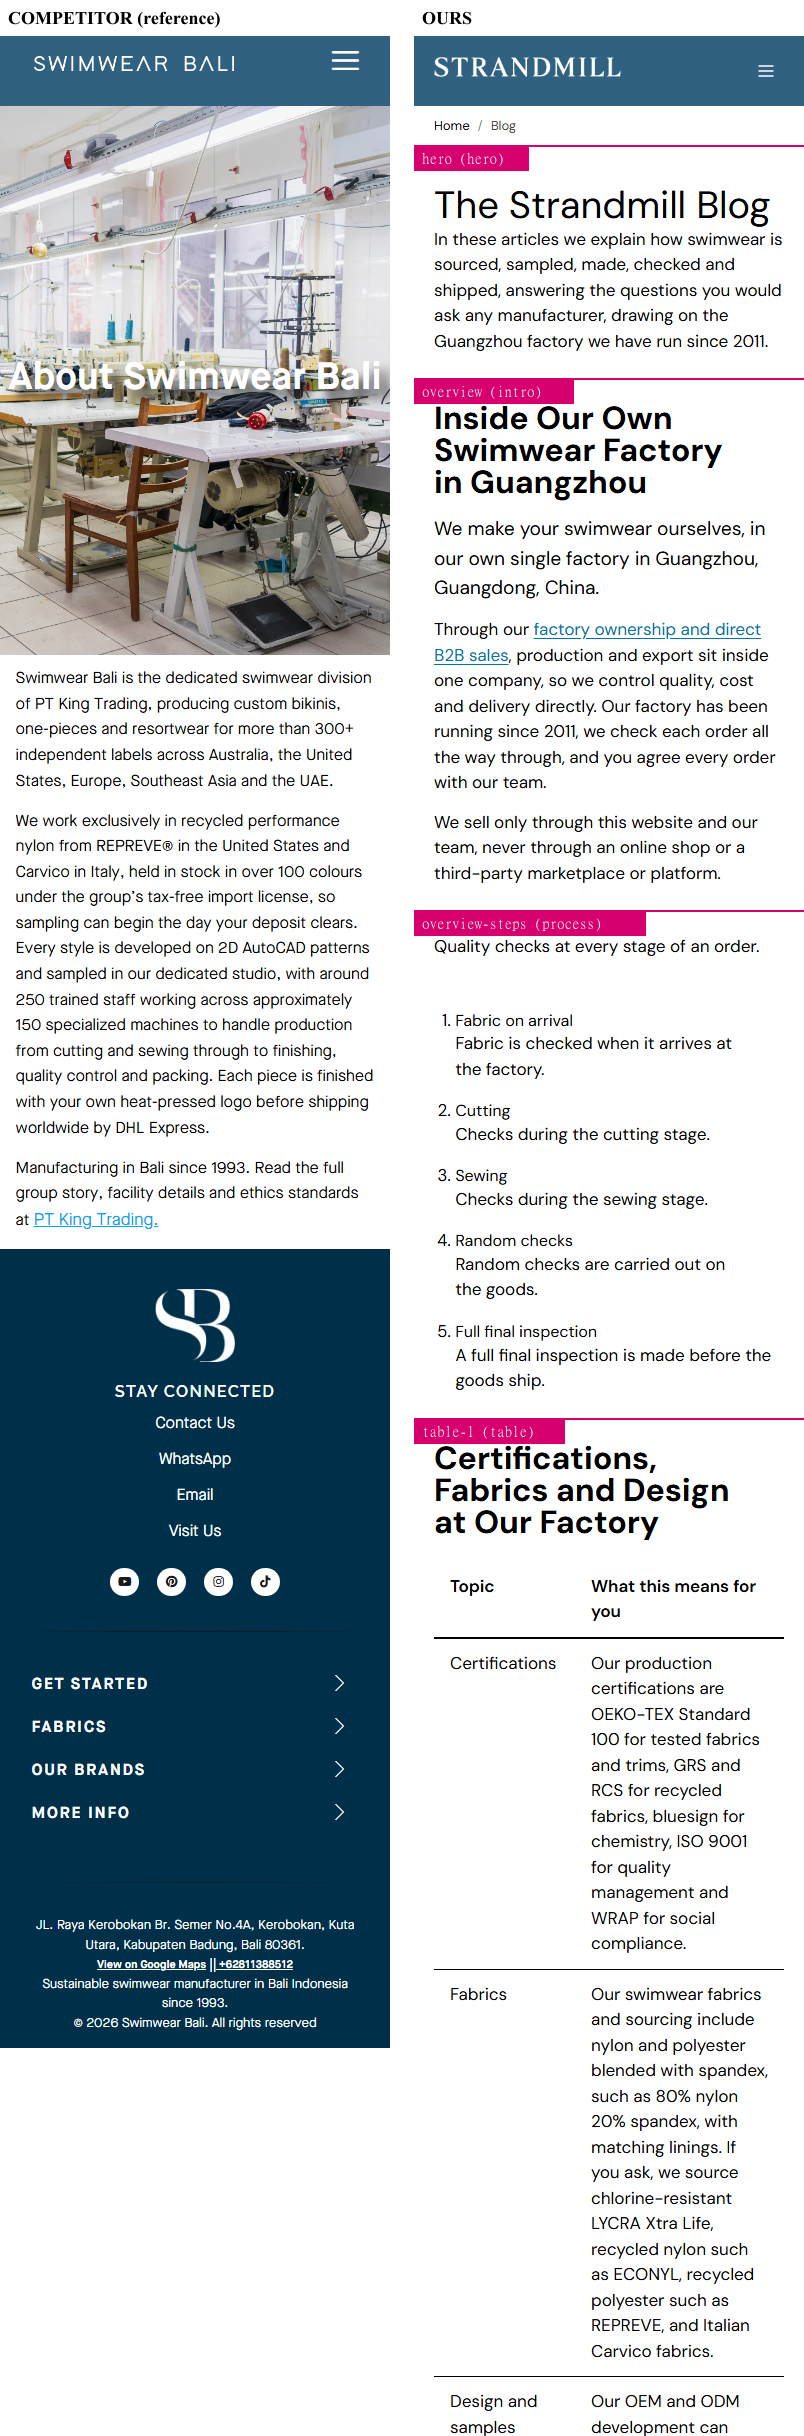 COMPETITOR (reference)
SWIMWEAR BALI
About Swimwear Bali
Swimwear Bali is the dedicated swimwear division
of PT King Trading, producing custom bikinis,
one-pieces and resortwear for more than 300+
independent labels across Australia, the United
States, Europe, Southeast Asia and the UAE.
We work exclusively in recycled performance
nylon from REPREVE® in the United States and
Carvico in Italy, held in stock in over 100 colours
under the group's tax-free import license, so
sampling can begin the day your deposit clears.
Every style is developed on 2D AutoCAD patterns
and sampled in our dedicated studio, with around
250 trained staff working across approximately
150 specialized machines to handle production
from cutting and sewing through to finishing,
quality control and packing. Each piece is finished
with your own heat-pressed logo before shipping
worldwide by DHL Express.
Manufacturing in Bali since 1993. Read the full
group story, facility details and ethics standards
at PT King Trading.
SB
STAY CONNECTED
Contact Us
WhatsApp
Email
Visit Us
GET STARTED
FABRICS
OUR BRANDS
MORE INFO
JL. Raya Kerobokan Br. Semer No.4A, Kerobokan, Kuta
Utara, Kabupaten Badung, Bali 80361.
View on Google Maps || +62811388512
Sustainable swimwear manufacturer in Bali Indonesia
since 1993.
© 2026 Swimwear Bali. All rights reserved
OURS
STRANDMILL
Home / Blog
hero (hero)
The Strandmill Blog
In these articles we explain how swimwear is
sourced, sampled, made, checked and
shipped, answering the questions you would
ask any manufacturer, drawing on the
Guangzhou factory we have run since 2011.
overview (intro)
Inside Our Own
Swimwear Factory
in Guangzhou
We make your swimwear ourselves, in
our own single factory in Guangzhou,
Guangdong, China.
Through our factory ownership and direct
B2B sales, production and export sit inside
one company, so we control quality, cost
and delivery directly. Our factory has been
running since 2011, we check each order all
the way through, and you agree every order
with our team.
We sell only through this website and our
team, never through an online shop or a
third-party marketplace or platform.
overview-steps (process)
Quality checks at every stage of an order.
1. Fabric on arrival
Fabric is checked when it arrives at
the factory.
2. Cutting
Checks during the cutting stage.
3. Sewing
Checks during the sewing stage.
4. Random checks
Random checks are carried out on
the goods.
5. Full final inspection
A full final inspection is made before the
goods ship.
table-1 (table)
Certifications,
Fabrics and Design
at Our Factory
Topic
What this means for
you
Certifications
Our production
certifications are
OEKO-TEX Standard
100 for tested fabrics
and trims, GRS and
RCS for recycled
fabrics, bluesign for
chemistry, ISO 9001
for quality
management and
WRAP for social
compliance.
Fabrics
Our swimwear fabrics
and sourcing include
nylon and polyester
blended with spandex,
such as 80% nylon
20% spandex, with
matching linings. If
you ask, we source
chlorine-resistant
LYCRA Xtra Life,
recycled nylon such
as ECONYL, recycled
polyester such as
REPREVE, and Italian
Carvico fabrics.
Design and
samples
Our OEM and ODM
development can